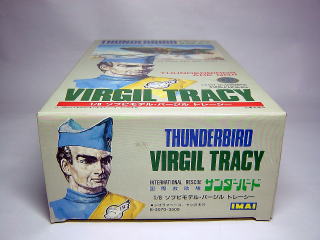 THUNDERBIRD
VIRGIL TRACY
1/6 ソフビモデル・バージル トレーシー
THUNDERBIRD
VIRGIL TRACY
INTERNATIONAL RESCUE
国際救助隊 サンダーバード
1/6 ソフビモデル・バージル トレーシー
IMAI